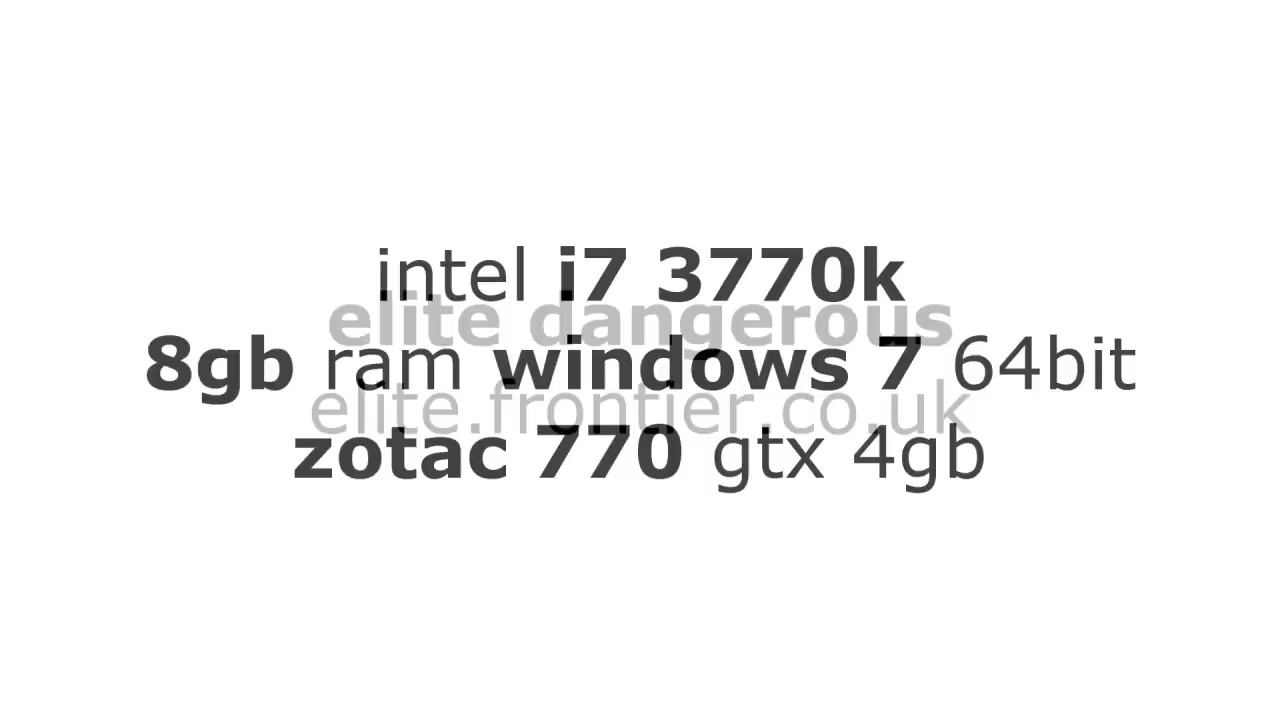 intel i7 3770k
elite dangerous
8gb ram windows 7 64bit
elite.frontier.co.uk
zotac 770 gtx 4gb